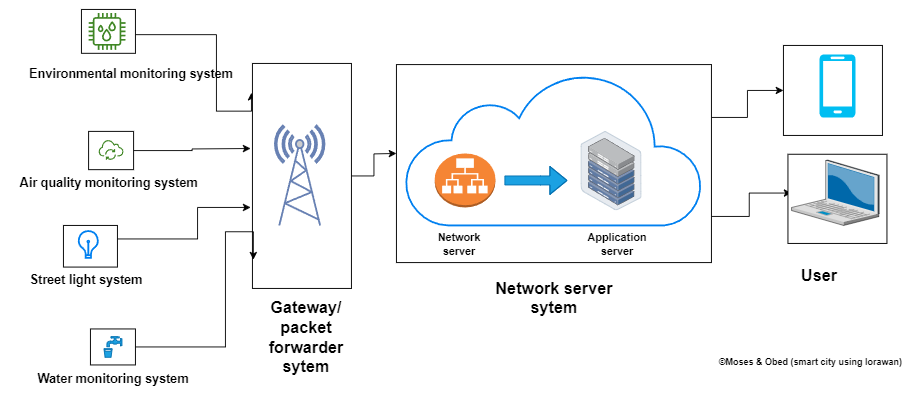 Environmental monitoring system
Air quality monitoring system
Street light system
Water monitoring system
Gateway/
packet
forwarder
sytem
Network
server
Application
server
Network server
sytem
User
©Moses & Obed (smart city using lorawan)